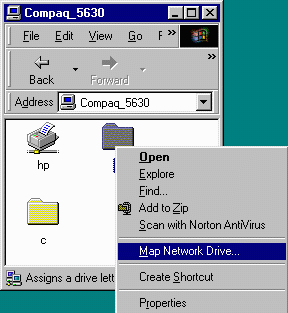 Compaq_5630
File Edit View Go F »
Back Forward
Address Compaq_5630
hp
c
Open
Explore
Find...
Add to Zip
Scan with Norton AntiVirus
Map Network Drive...
Create Shortcut
Properties
Assigns a drive lett